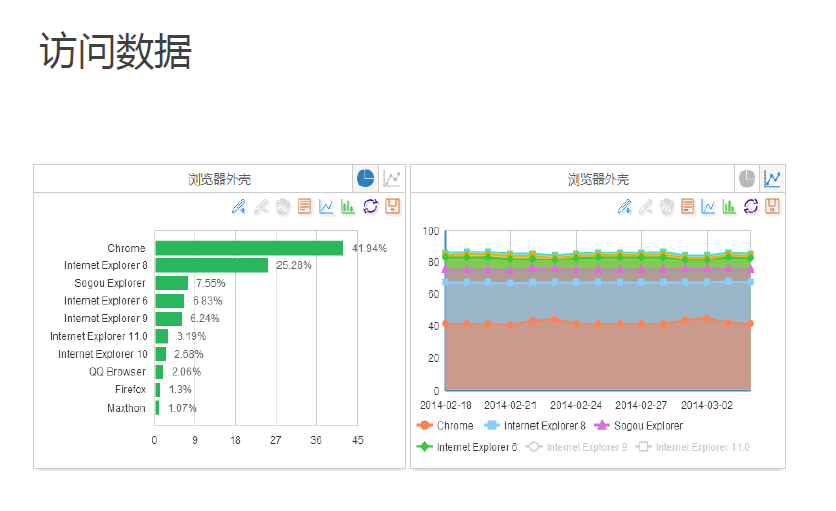 访问数据
浏览器外壳
Chrome 41.94%
Internet Explorer 8 25.28%
Sogou Explorer 7.55%
Internet Explorer 6 6.83%
Internet Explorer 9 6.24%
Internet Explorer 11.0 3.19%
Internet Explorer 10 2.68%
QQ Browser 2.06%
Firefox 1.3%
Maxthon 1.07%
0 9 18 27 36 45
浏览器外壳
100
80
60
40
20
0
2014-02-18 2014-02-21 2014-02-24 2014-02-27 2014-03-02
Chrome Internet Explorer 8 Sogou Explorer
Internet Explorer 6 Internet Explorer 9 Internet Explorer 11.0